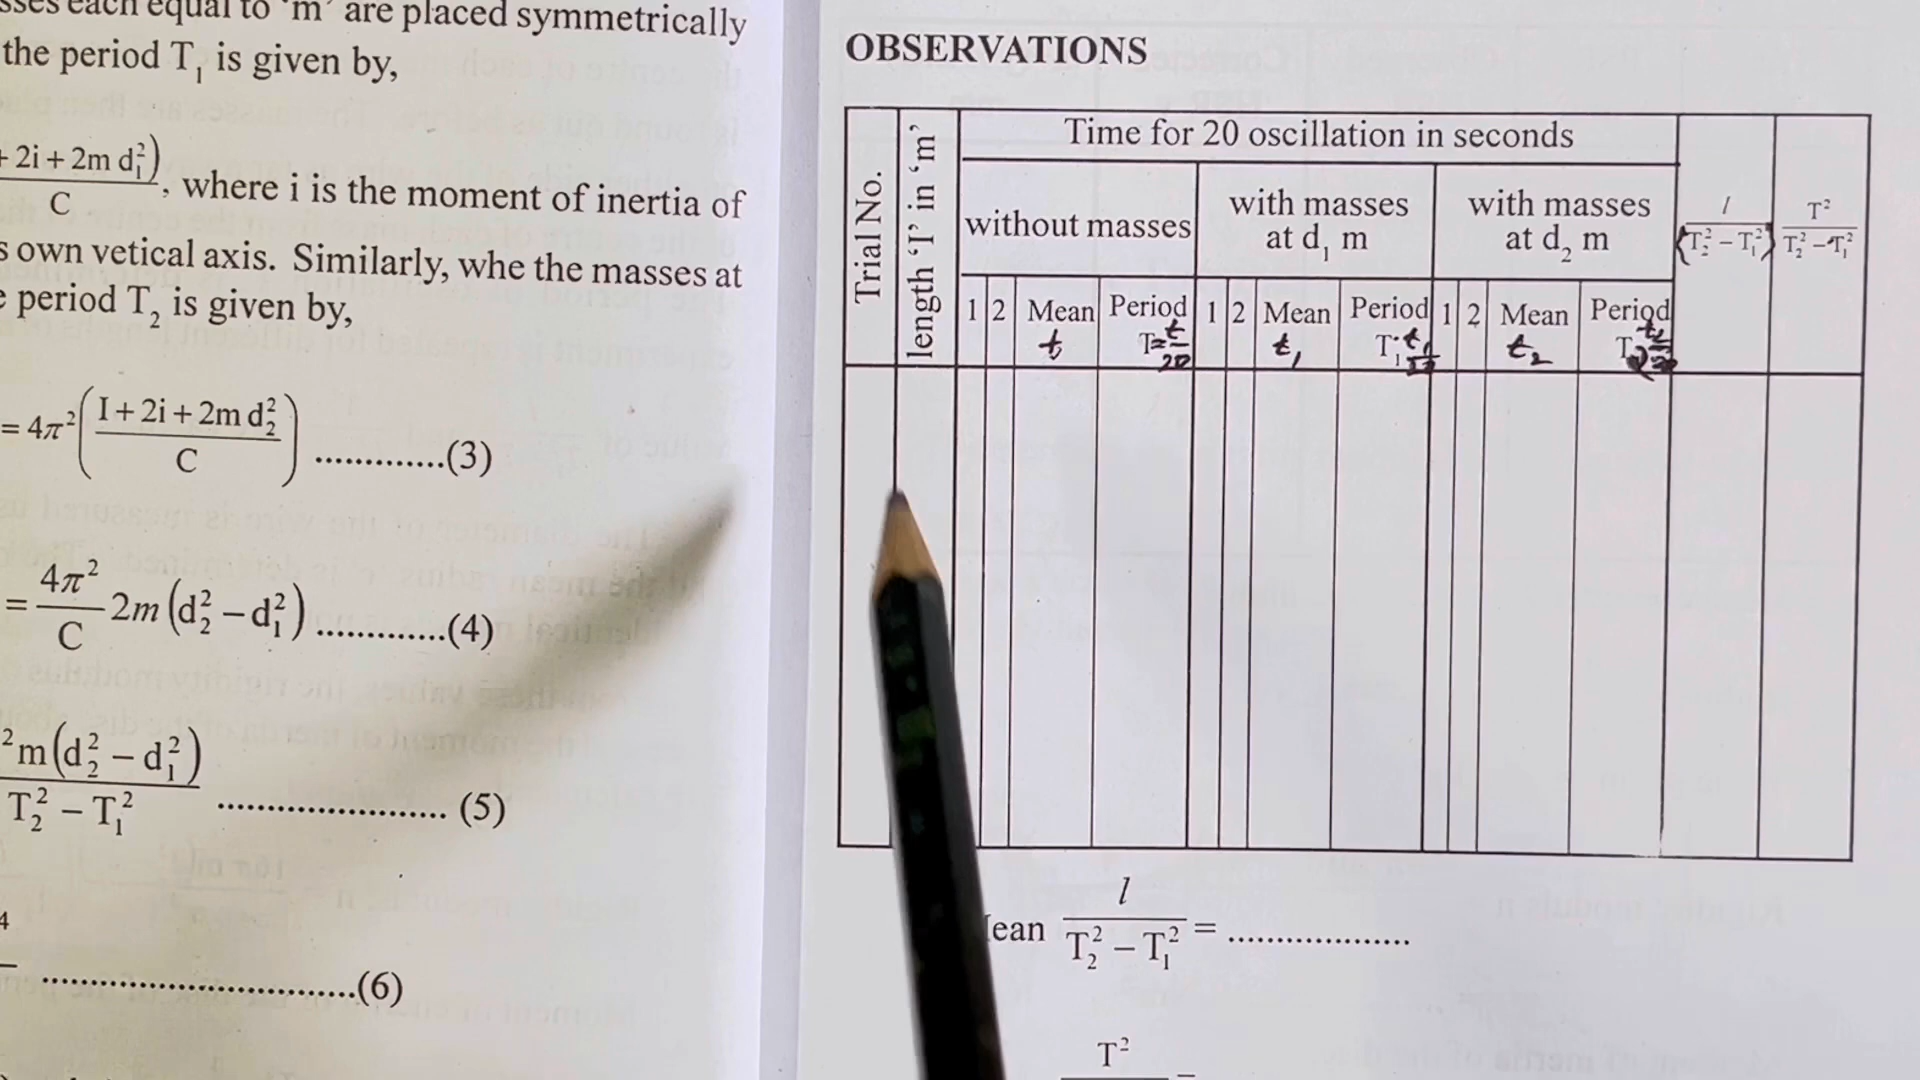 each equal to 'm' are placed symmetrically
the period T₁ is given by,
+ 2i + 2m d₁²)
C
, where i is the moment of inertia of
own vetical axis. Similarly, whe the masses at
period T₂ is given by,
= 4π² (I + 2i + 2m d₂² / C) .............(3)
= 4π²/C 2m (d₂² – d₁²) .............(4)
²m(d₂² – d₁²)
T₂² – T₁² ...................... (5)
4
..............................(6)
OBSERVATIONS
Trial No.
length 'l' in 'm'
Time for 20 oscillation in seconds
without masses
with masses
at d₁ m
with masses
at d₂ m
l / (T₂² – T₁²)
T² / T₂² – T₁²
1 2 Mean Period 1 2 Mean Period 1 2 Mean Period
t T = t/20 t₁ T₁ t₁ t₂ T
l
ean T₂² – T₁² = ..................
T²